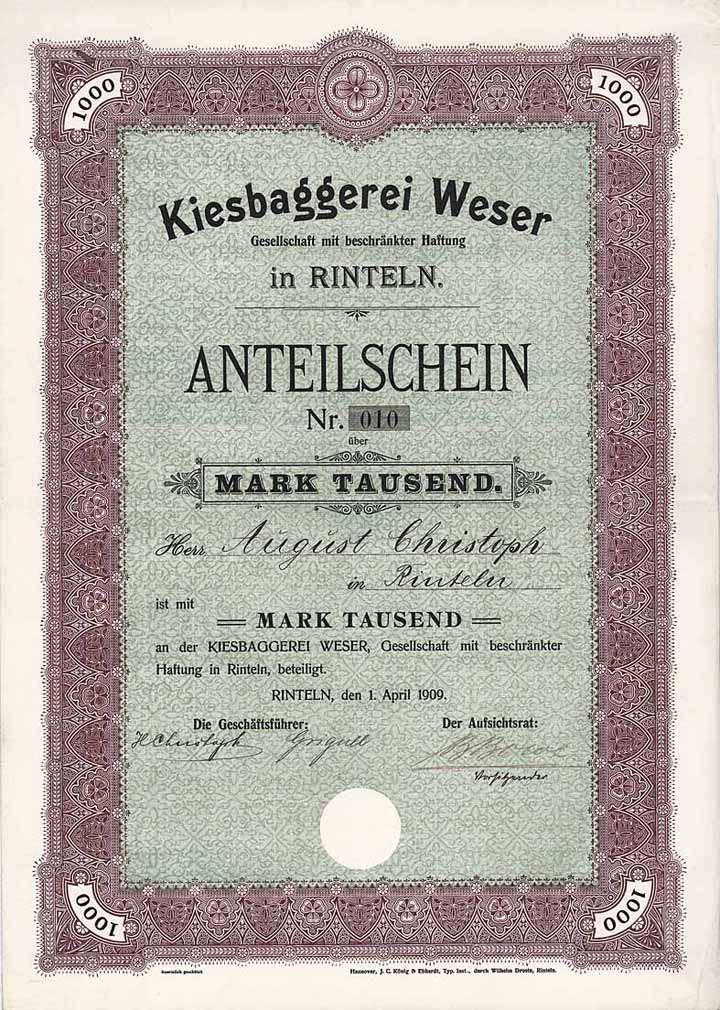 1000
1000
Kiesbaggerei Weser
Gesellschaft mit beschränkter Haftung
in RINTELN.
ANTEILSCHEIN
Nr. 010
über
MARK TAUSEND.
Herr August Christoph
in Rinteln
ist mit
MARK TAUSEND
an der KIESBAGGEREI WESER, Gesellschaft mit beschränkter
Haftung in Rinteln, beteiligt.
RINTELN, den 1. April 1909.
Die Geschäftsführer: Der Aufsichtsrat:
H Christoph
Vorsitzender
1000
1000
Gesetzlich geschützt
Hannover, J. C. König & Ebhardt, Typ. Inst., durch Wilhelm Droste, Rinteln.